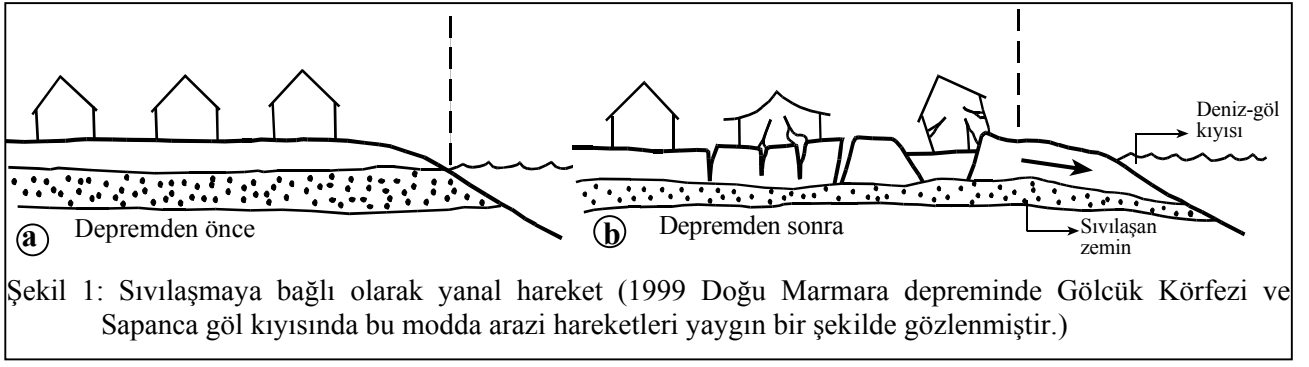 Deniz-göl
kıyısı
a Depremden önce
b Depremden sonra
Sıvılaşan
zemin
Şekil 1: Sıvılaşmaya bağlı olarak yanal hareket (1999 Doğu Marmara depreminde Gölcük Körfezi ve
Sapanca göl kıyısında bu modda arazi hareketleri yaygın bir şekilde gözlenmiştir.)